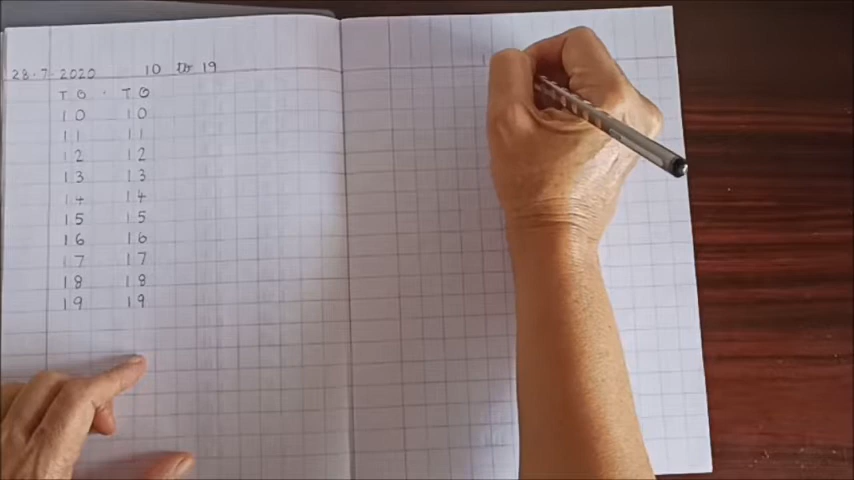 28.7.2020 10 to 19
T O . T O
1 0 1 0
1 1 1 1
1 2 1 2
1 3 1 3
1 4 1 4
1 5 1 5
1 6 1 6
1 7 1 7
1 8 1 8
1 9 1 9